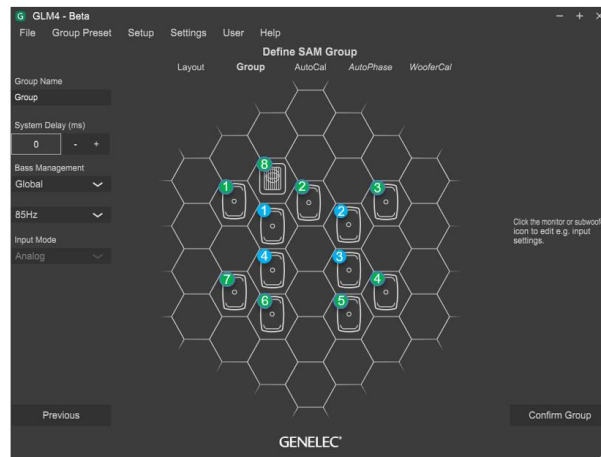 G GLM4 - Beta
File Group Preset Setup Settings User Help
Define SAM Group
Layout Group AutoCal AutoPhase WooferCal
Group Name
Group
System Delay (ms)
0 - +
Bass Management
Global
85Hz
Input Mode
Analog
8
1 2 3
1 2
4 3
7 4
6 5
Click the monitor or subwoofe
icon to edit e.g. input
settings.
Previous
Confirm Group
GENELEC®